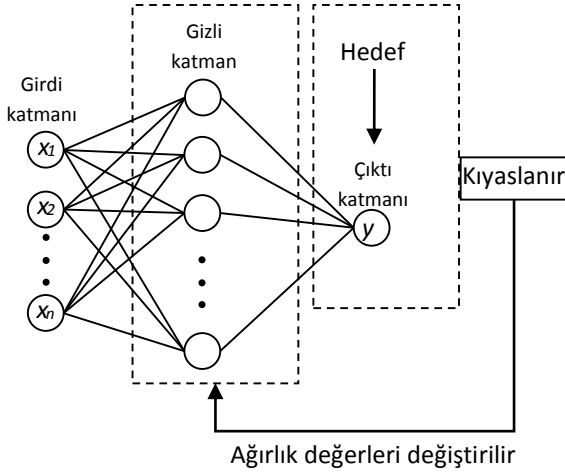 Girdi
katmanı
x1
x2
xn
Gizli
katman
Hedef
Çıktı
katmanı
y
Kıyaslanır
Ağırlık değerleri değiştirilir